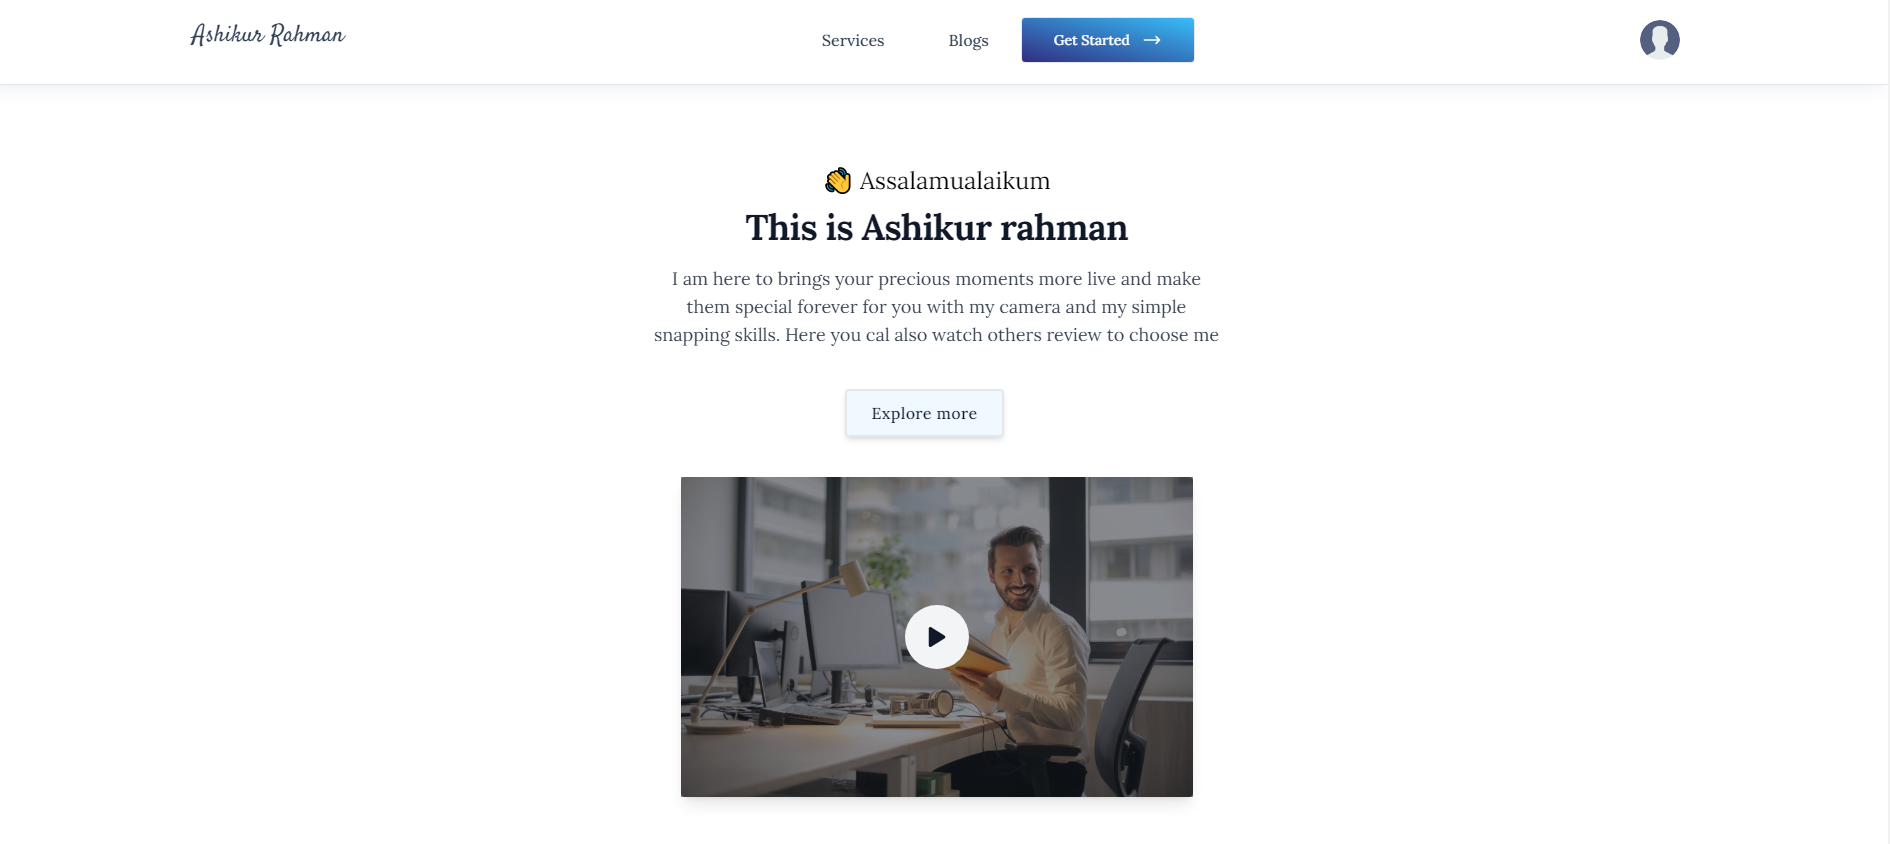 Ashikur Rahman
Services
Blogs
Get Started
👋 Assalamualaikum
This is Ashikur rahman
I am here to brings your precious moments more live and make
them special forever for you with my camera and my simple
snapping skills. Here you cal also watch others review to choose me
Explore more